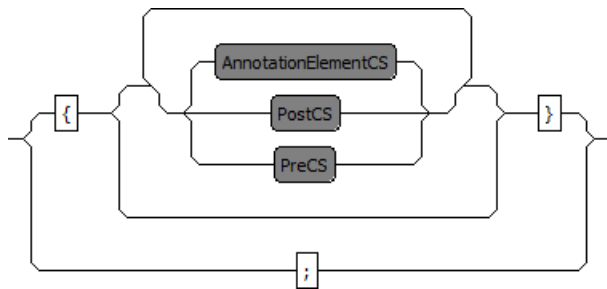 AnnotationElementCS
{ PostCS }
PreCS
;